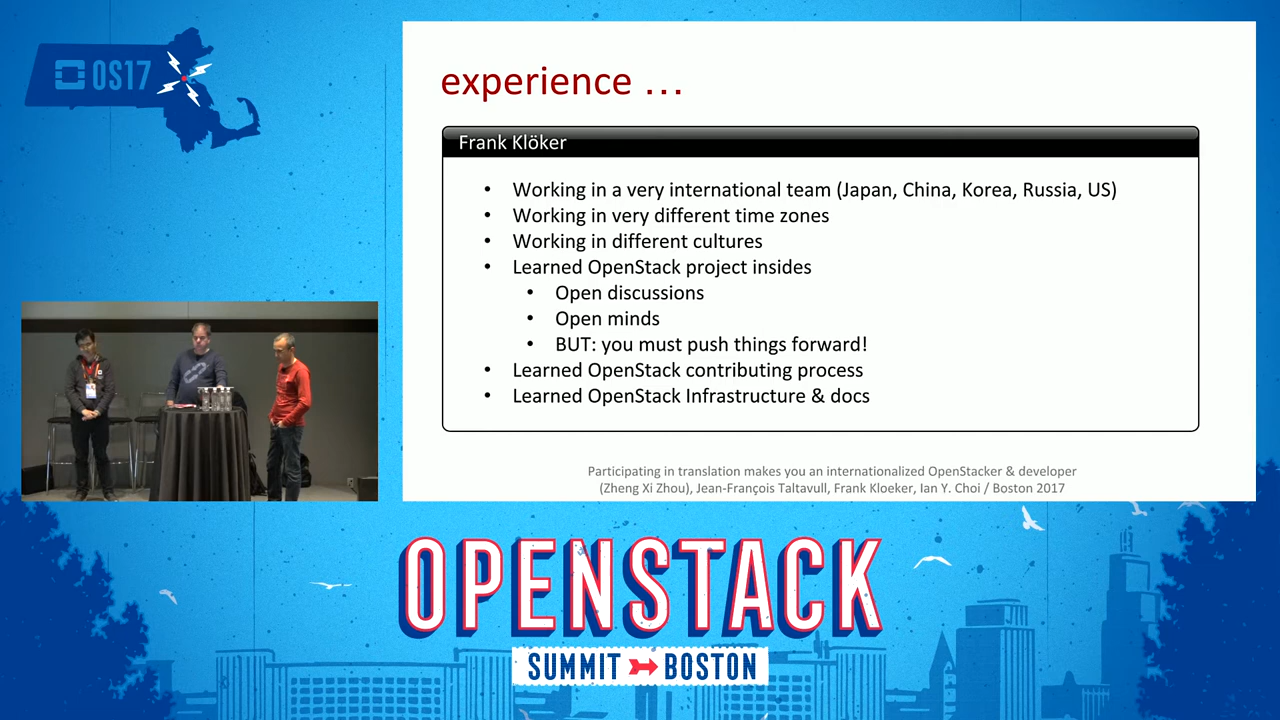 OS17
experience …
Frank Klöker
• Working in a very international team (Japan, China, Korea, Russia, US)
• Working in very different time zones
• Working in different cultures
• Learned OpenStack project insides
• Open discussions
• Open minds
• BUT: you must push things forward!
• Learned OpenStack contributing process
• Learned OpenStack Infrastructure & docs
Participating in translation makes you an internationalized OpenStacker & developer
(Zheng Xi Zhou), Jean-François Taltavull, Frank Kloeker, Ian Y. Choi / Boston 2017
OPENSTACK
SUMMIT BOSTON